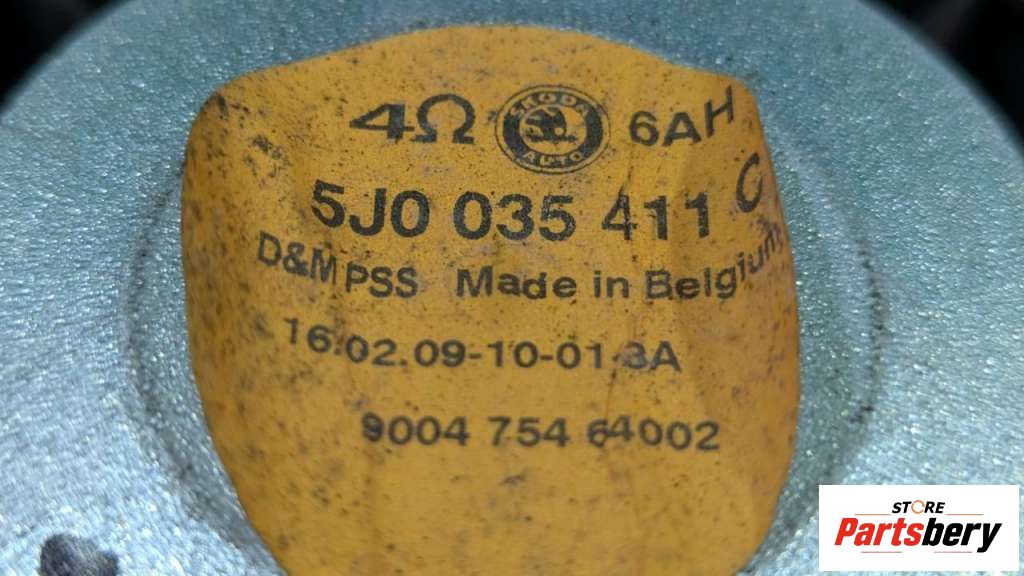 4Ω ŠKODA AUTO 6AH
5J0 035 411 C
D&M PSS Made in Belgium
16.02.09-10-01.3A
9004 754 64002
STORE
Partsbery